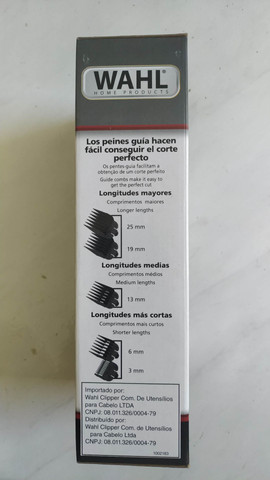 WAHL
HOME PRODUCTS
Los peines guía hacen
fácil conseguir el corte
perfecto
Os pentes guia facilitam a
obtenção de um corte perfeito
Guide combs make it easy to
get the perfect cut
Longitudes mayores
Comprimentos maiores
Longer lengths
25 mm
19 mm
Longitudes medias
Comprimentos médios
Medium lengths
13 mm
Longitudes más cortas
Comprimentos mais curtos
Shorter lengths
6 mm
3 mm
Importado por:
Wahl Clipper Com. De Utensílios
para Cabelo LTDA
CNPJ: 08.011.326/0004-79
Distribuído por:
Wahl Clipper Com. de Utensílios
para Cabelo Ltda
CNPJ: 08.011.326/0004-79